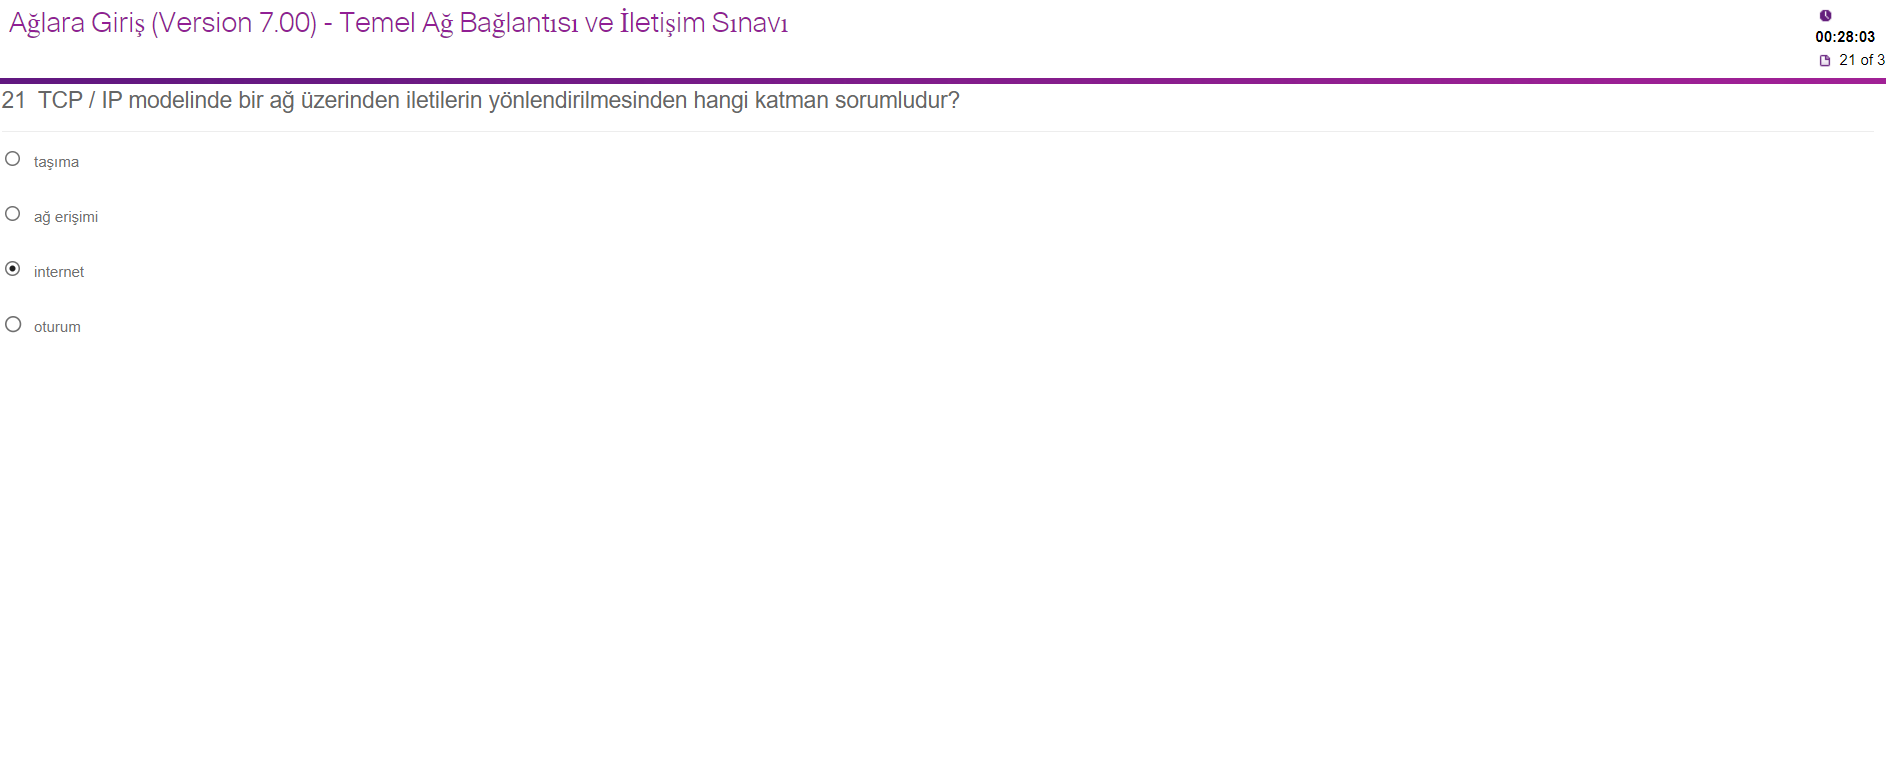 Ağlara Giriş (Version 7.00) - Temel Ağ Bağlantısı ve İletişim Sınavı
00:28:03
21 of 3
21 TCP / IP modelinde bir ağ üzerinden iletilerin yönlendirilmesinden hangi katman sorumludur?
taşıma
ağ erişimi
internet
oturum